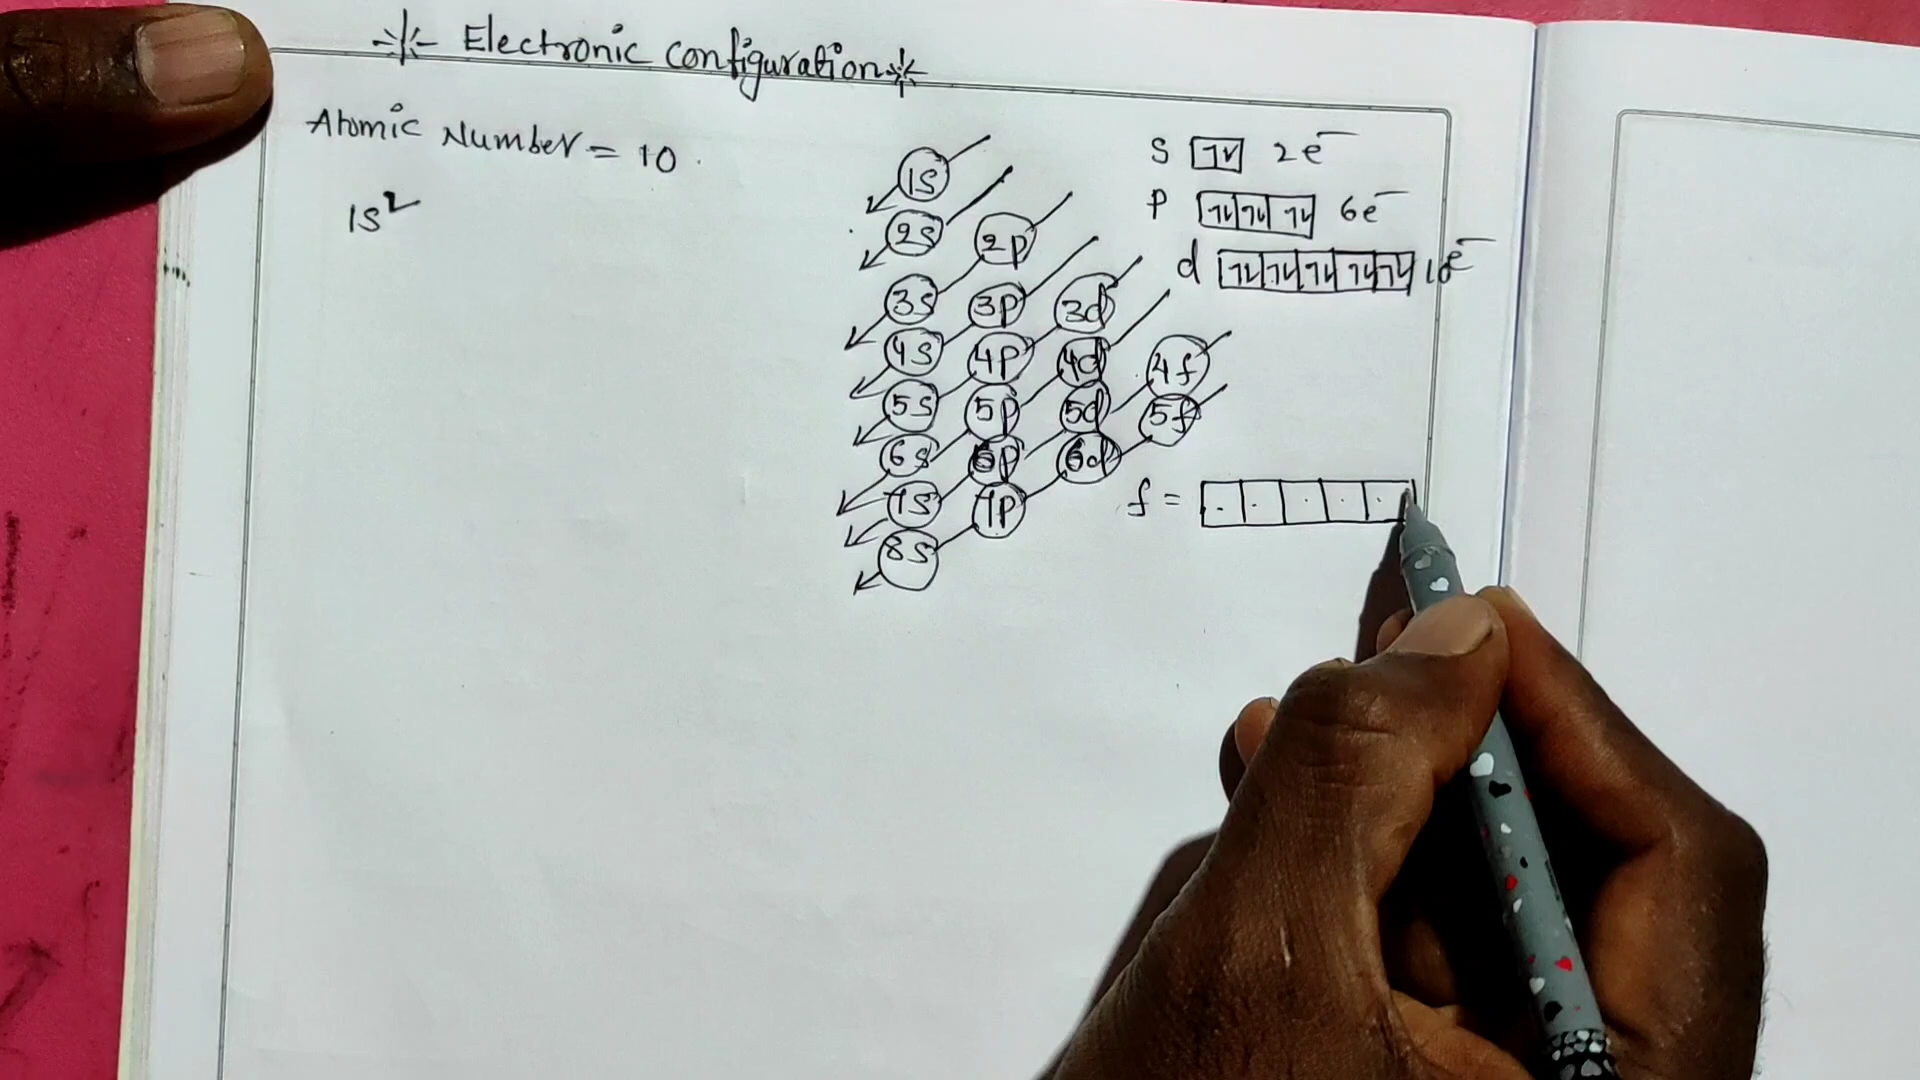 Electronic configuration
Atomic Number = 10
1s²
1s
2s 2p
3s 3p 3d
4s 4p 4d 4f
5s 5p 5d 5f
6s 6p 6d
7s 7p
8s
s 2e⁻
p 6e⁻
d 10e⁻
f =